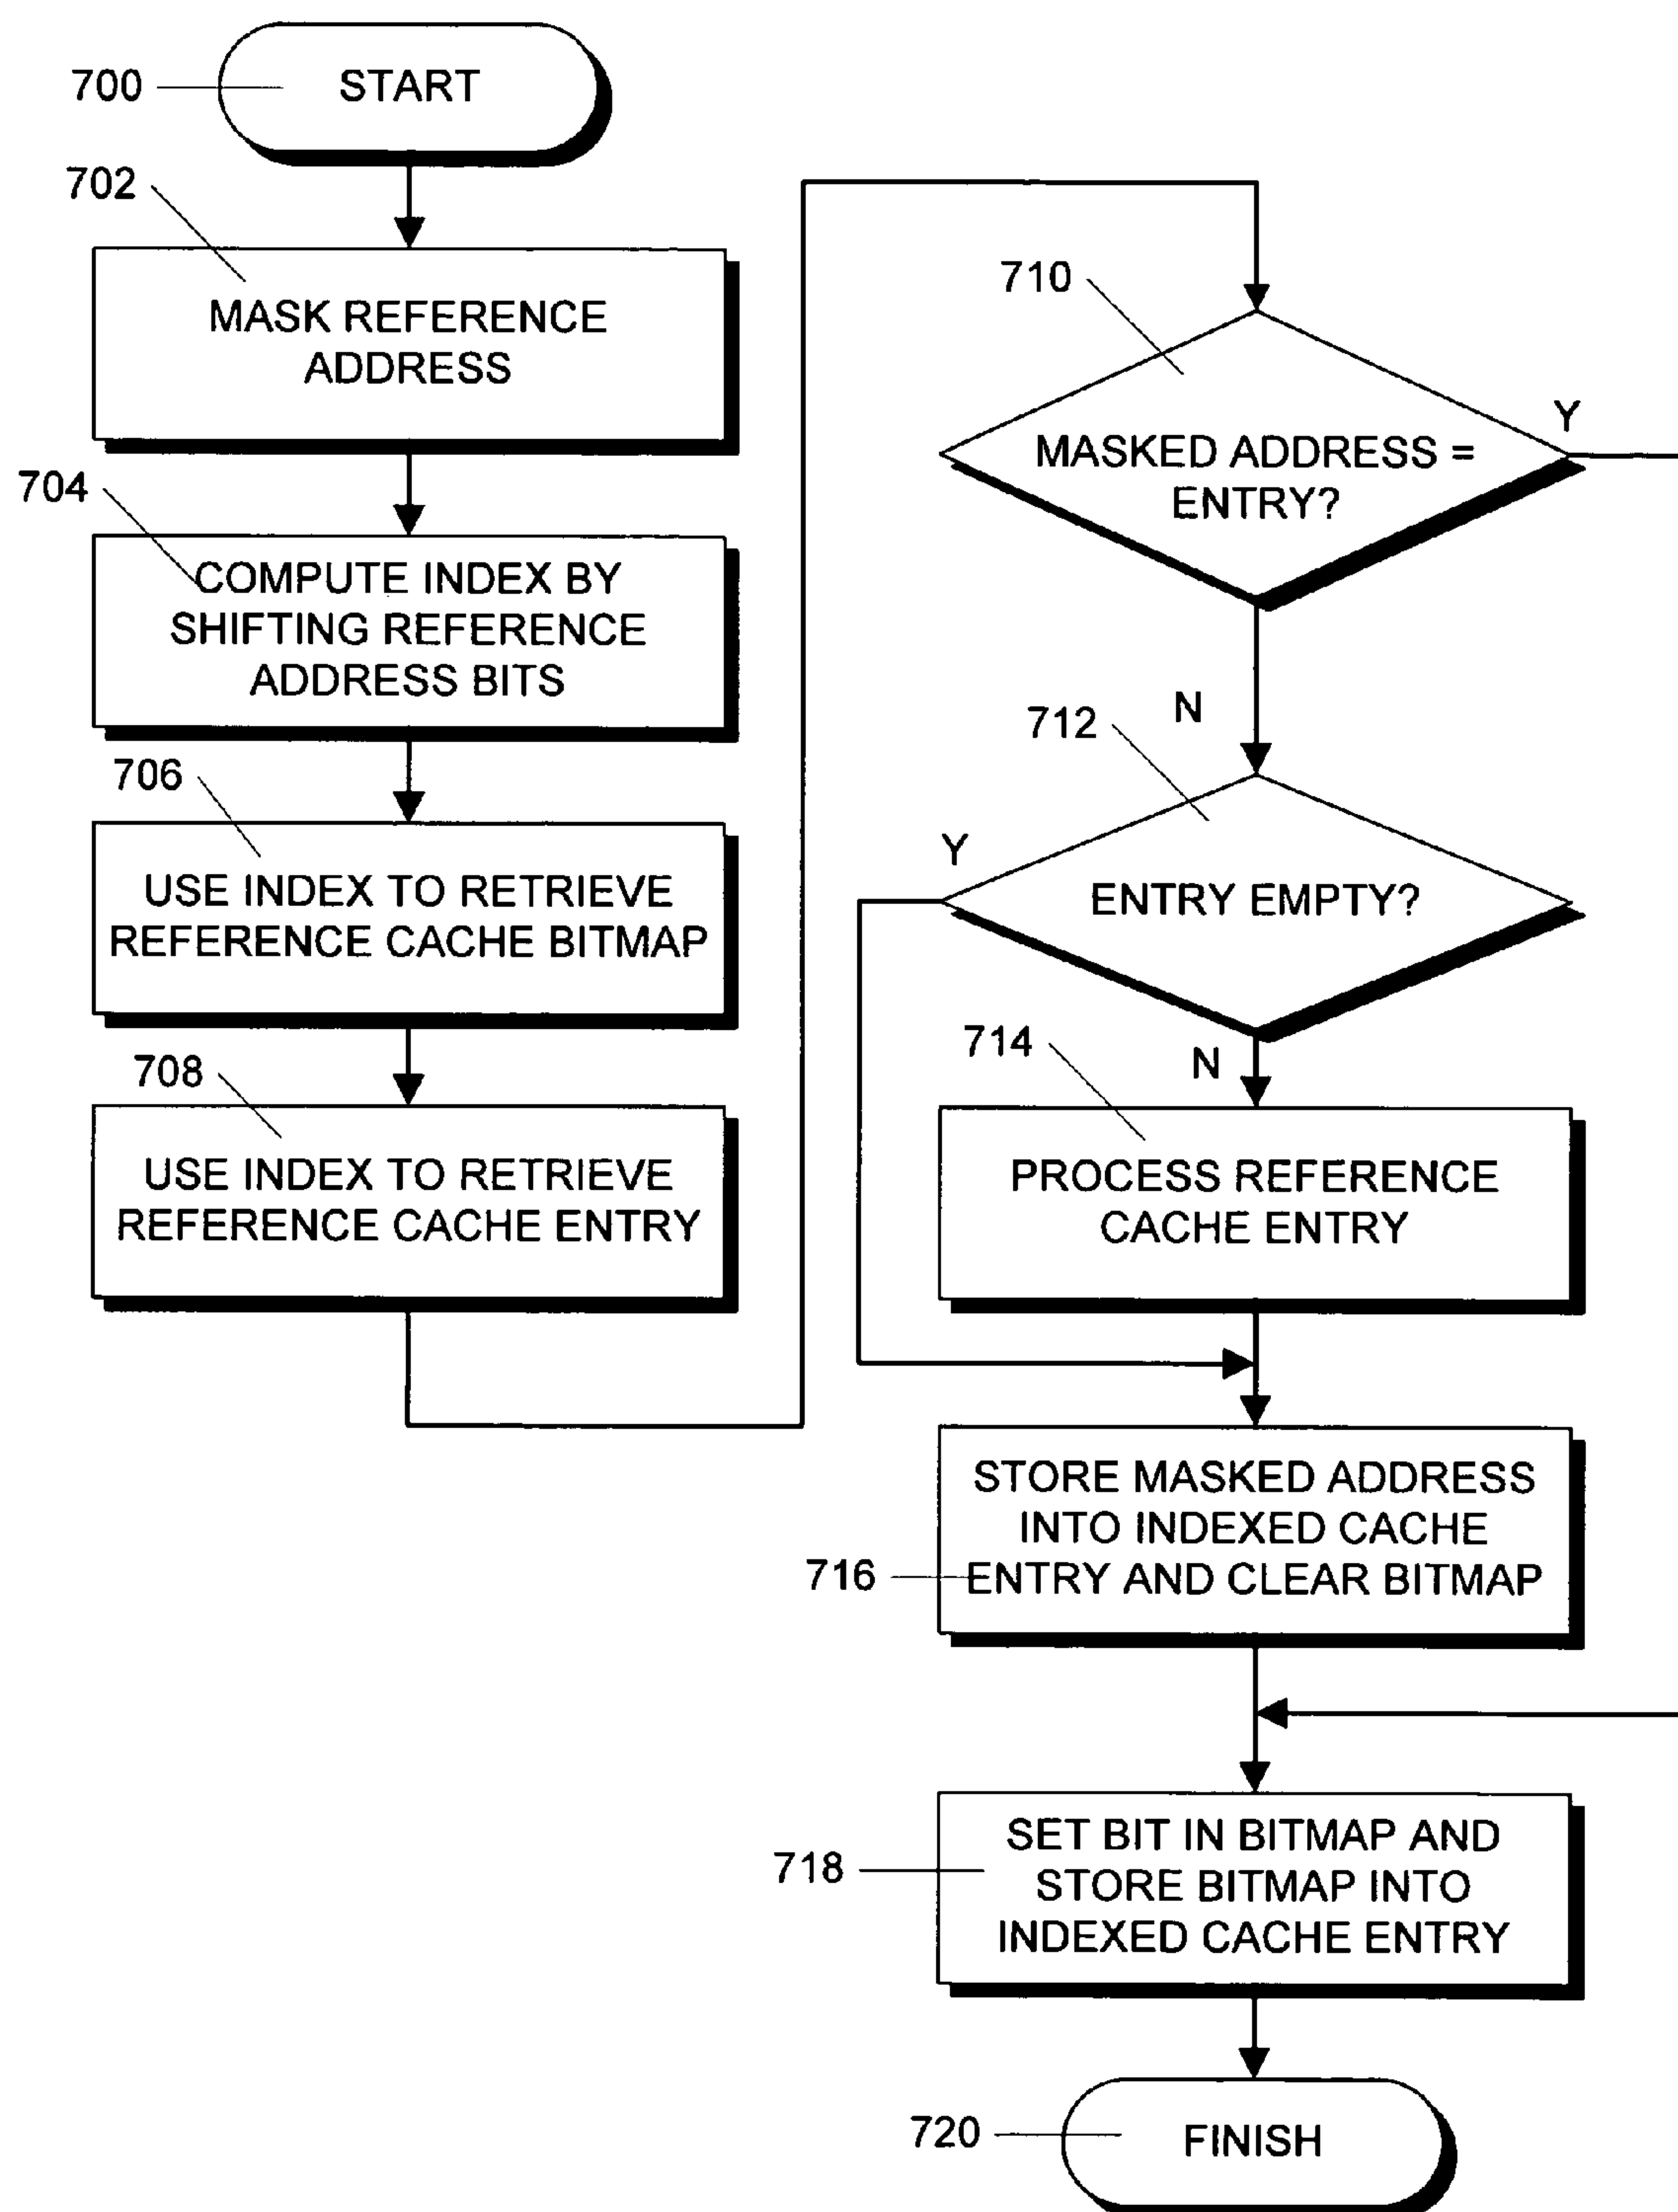 700
START
702
MASK REFERENCE
ADDRESS
704
COMPUTE INDEX BY
SHIFTING REFERENCE
ADDRESS BITS
706
USE INDEX TO RETRIEVE
REFERENCE CACHE BITMAP
708
USE INDEX TO RETRIEVE
REFERENCE CACHE ENTRY
710
MASKED ADDRESS =
ENTRY?
Y
N
712
ENTRY EMPTY?
Y
N
714
PROCESS REFERENCE
CACHE ENTRY
716
STORE MASKED ADDRESS
INTO INDEXED CACHE
ENTRY AND CLEAR BITMAP
718
SET BIT IN BITMAP AND
STORE BITMAP INTO
INDEXED CACHE ENTRY
720
FINISH